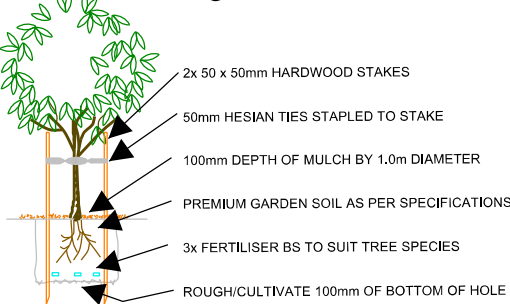 2x 50 x 50mm HARDWOOD STAKES
50mm HESIAN TIES STAPLED TO STAKE
100mm DEPTH OF MULCH BY 1.0m DIAMETER
PREMIUM GARDEN SOIL AS PER SPECIFICATIONS
3x FERTILISER BS TO SUIT TREE SPECIES
ROUGH/CULTIVATE 100mm OF BOTTOM OF HOLE